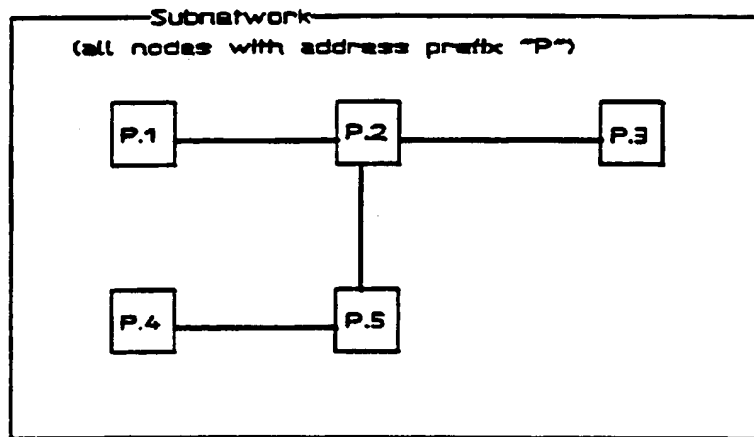 Subnetwork
(all nodes with address prefix "P")
P.1 P.2 P.3
P.4 P.5